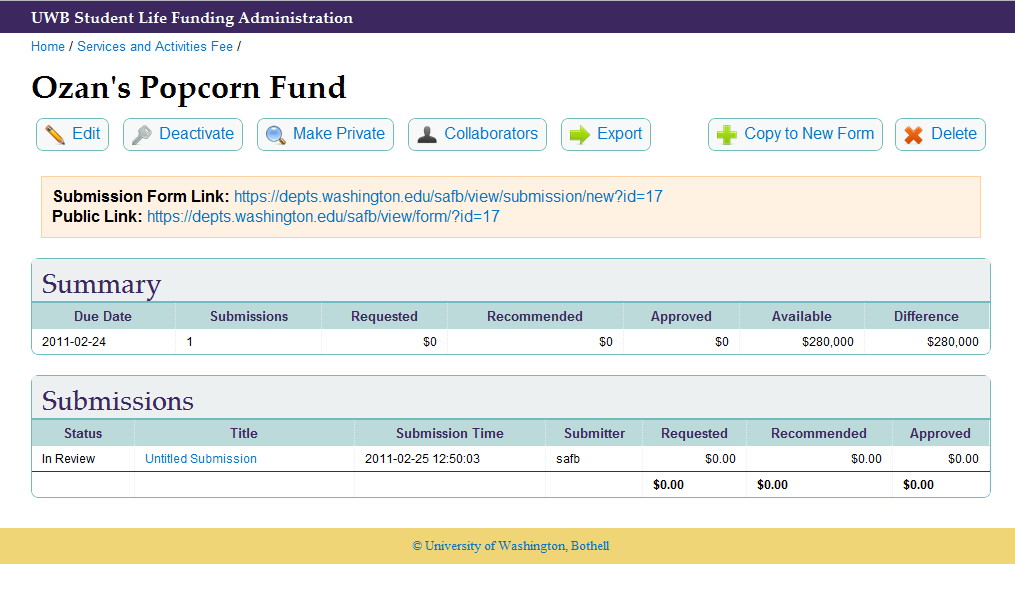 UWB Student Life Funding Administration
Home / Services and Activities Fee /
Ozan's Popcorn Fund
Edit Deactivate Make Private Collaborators Export Copy to New Form Delete
Submission Form Link: https://depts.washington.edu/safb/view/submission/new?id=17
Public Link: https://depts.washington.edu/safb/view/form/?id=17
Summary
Due Date Submissions Requested Recommended Approved Available Difference
2011-02-24 1 $0 $0 $0 $280,000 $280,000
Submissions
Status Title Submission Time Submitter Requested Recommended Approved
In Review Untitled Submission 2011-02-25 12:50:03 safb $0.00 $0.00 $0.00
$0.00 $0.00 $0.00
© University of Washington, Bothell